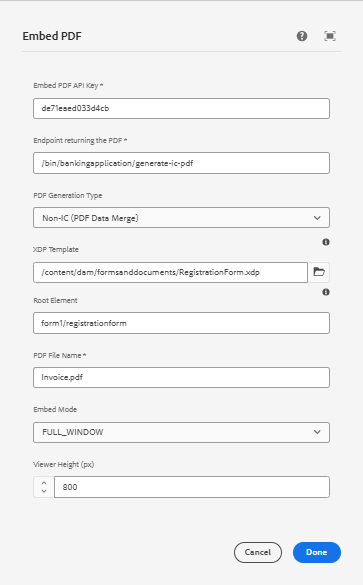 Embed PDF
Embed PDF API Key *
de71eaed033d4cb
Endpoint returning the PDF *
/bin/bankingapplication/generate-ic-pdf
PDF Generation Type
Non-IC (PDF Data Merge)
XDP Template
/content/dam/formsanddocuments/RegistrationForm.xdp
Root Element
form1/registrationform
PDF File Name *
Invoice.pdf
Embed Mode
FULL_WINDOW
Viewer Height (px)
800
Cancel Done